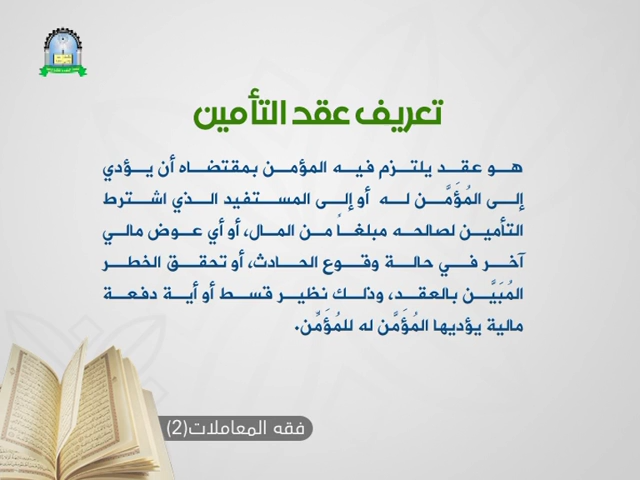 تعريف عقد التأمين
هو عقد يلتزم فيه المؤمن بمقتضاه أن يؤدي
إلى المُؤَمَّن له أو إلى المستفيد الذي اشترط
التأمين لصالحه مبلغاً من المال، أو أي عوض مالي
آخر في حالة وقوع الحادث، أو تحقق الخطر
المُبَيَّن بالعقد، وذلك نظير قسط أو أية دفعة
مالية يؤديها المُؤَمَّن له للمُؤَمِّن.
فقه المعاملات(2)